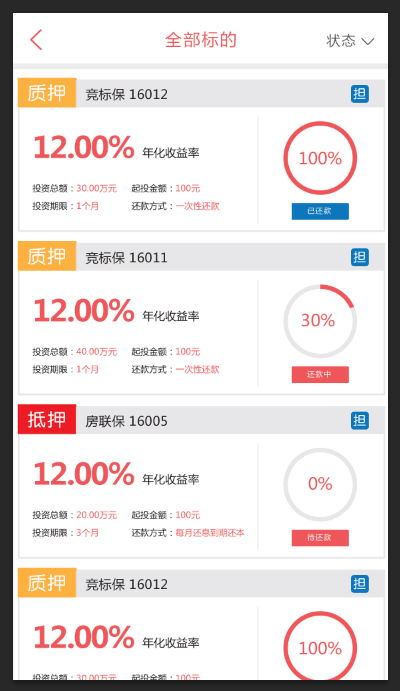 全部标的
状态
质押 竞标保 16012 担
12.00% 年化收益率
100%
投资总额：30.00万元 起投金额：100元
投资期限：1个月 还款方式：一次性还款
已还款
质押 竞标保 16011 担
12.00% 年化收益率
30%
投资总额：40.00万元 起投金额：100元
投资期限：1个月 还款方式：一次性还款
还款中
抵押 房联保 16005 担
12.00% 年化收益率
0%
投资总额：20.00万元 起投金额：100元
投资期限：3个月 还款方式：每月还息到期还本
待还款
质押 竞标保 16012 担
12.00% 年化收益率
100%
投资总额：30.00万元 起投金额：100元